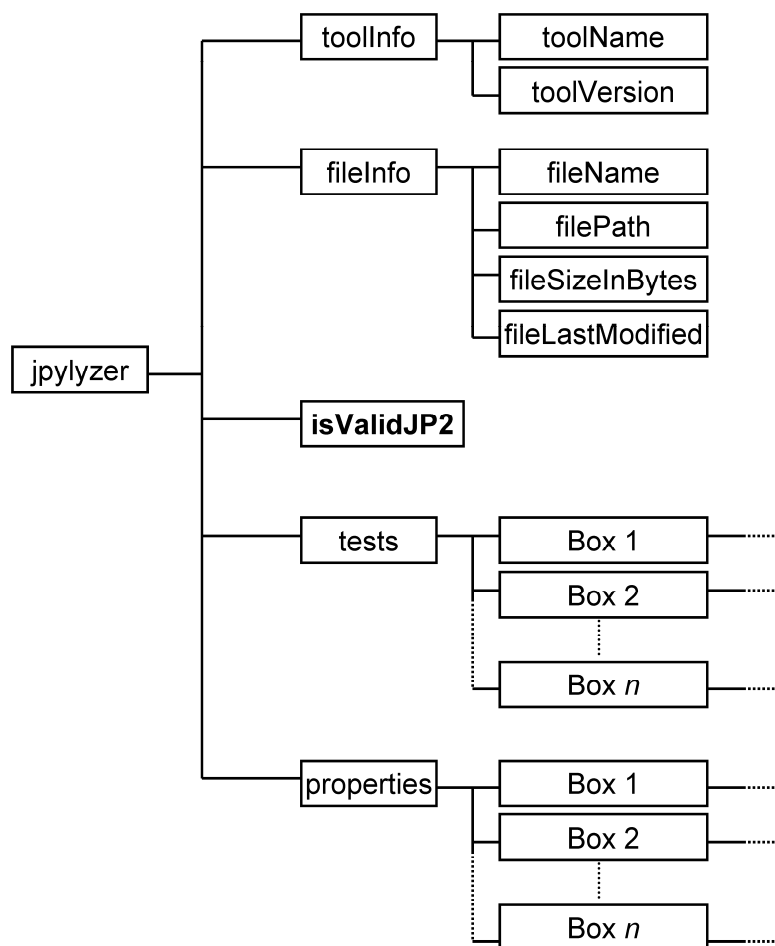 toolInfo
toolName
toolVersion
fileInfo
fileName
filePath
fileSizeInBytes
fileLastModified
jpylyzer
isValidJP2
tests
Box 1
Box 2
Box n
properties
Box 1
Box 2
Box n